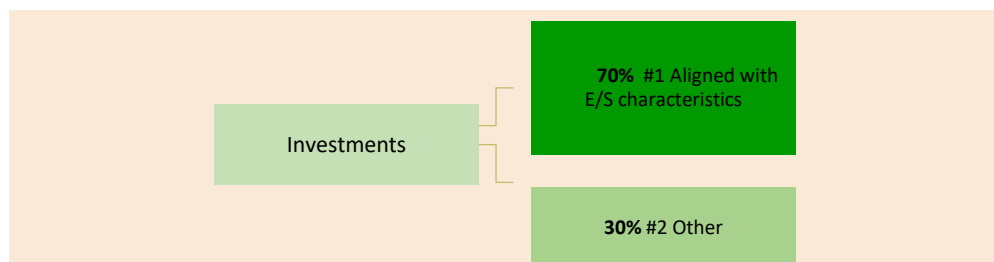 70% #1 Aligned with
E/S characteristics
Investments
30% #2 Other